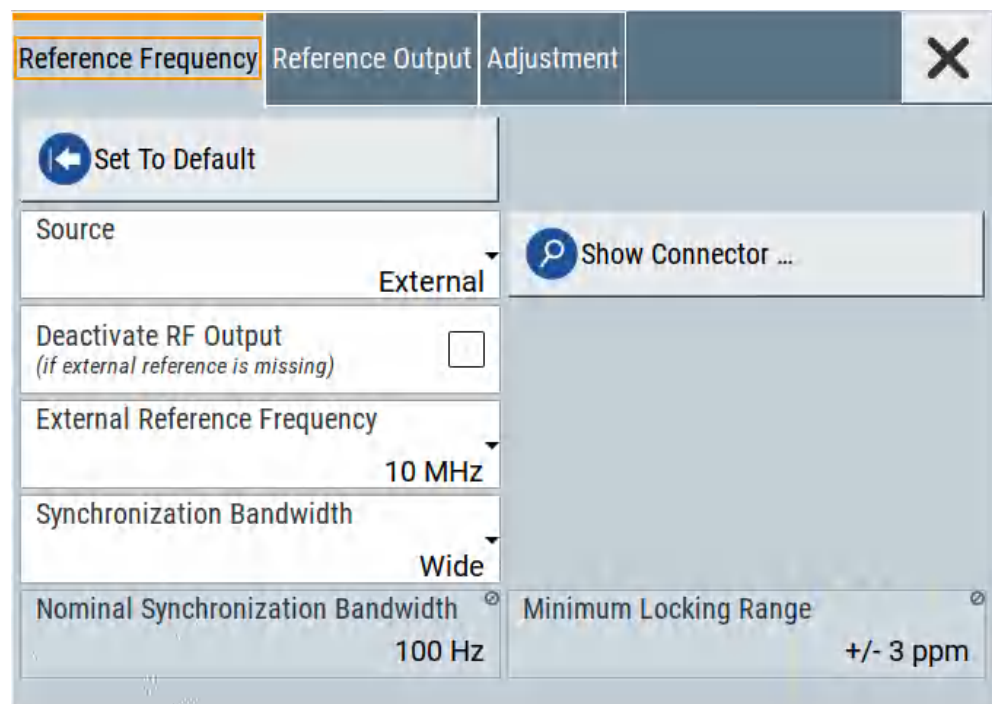 Reference Frequency Reference Output Adjustment
Set To Default
Source
External
Show Connector ...
Deactivate RF Output
(if external reference is missing)
External Reference Frequency
10 MHz
Synchronization Bandwidth
Wide
Nominal Synchronization Bandwidth
100 Hz
Minimum Locking Range
+/- 3 ppm